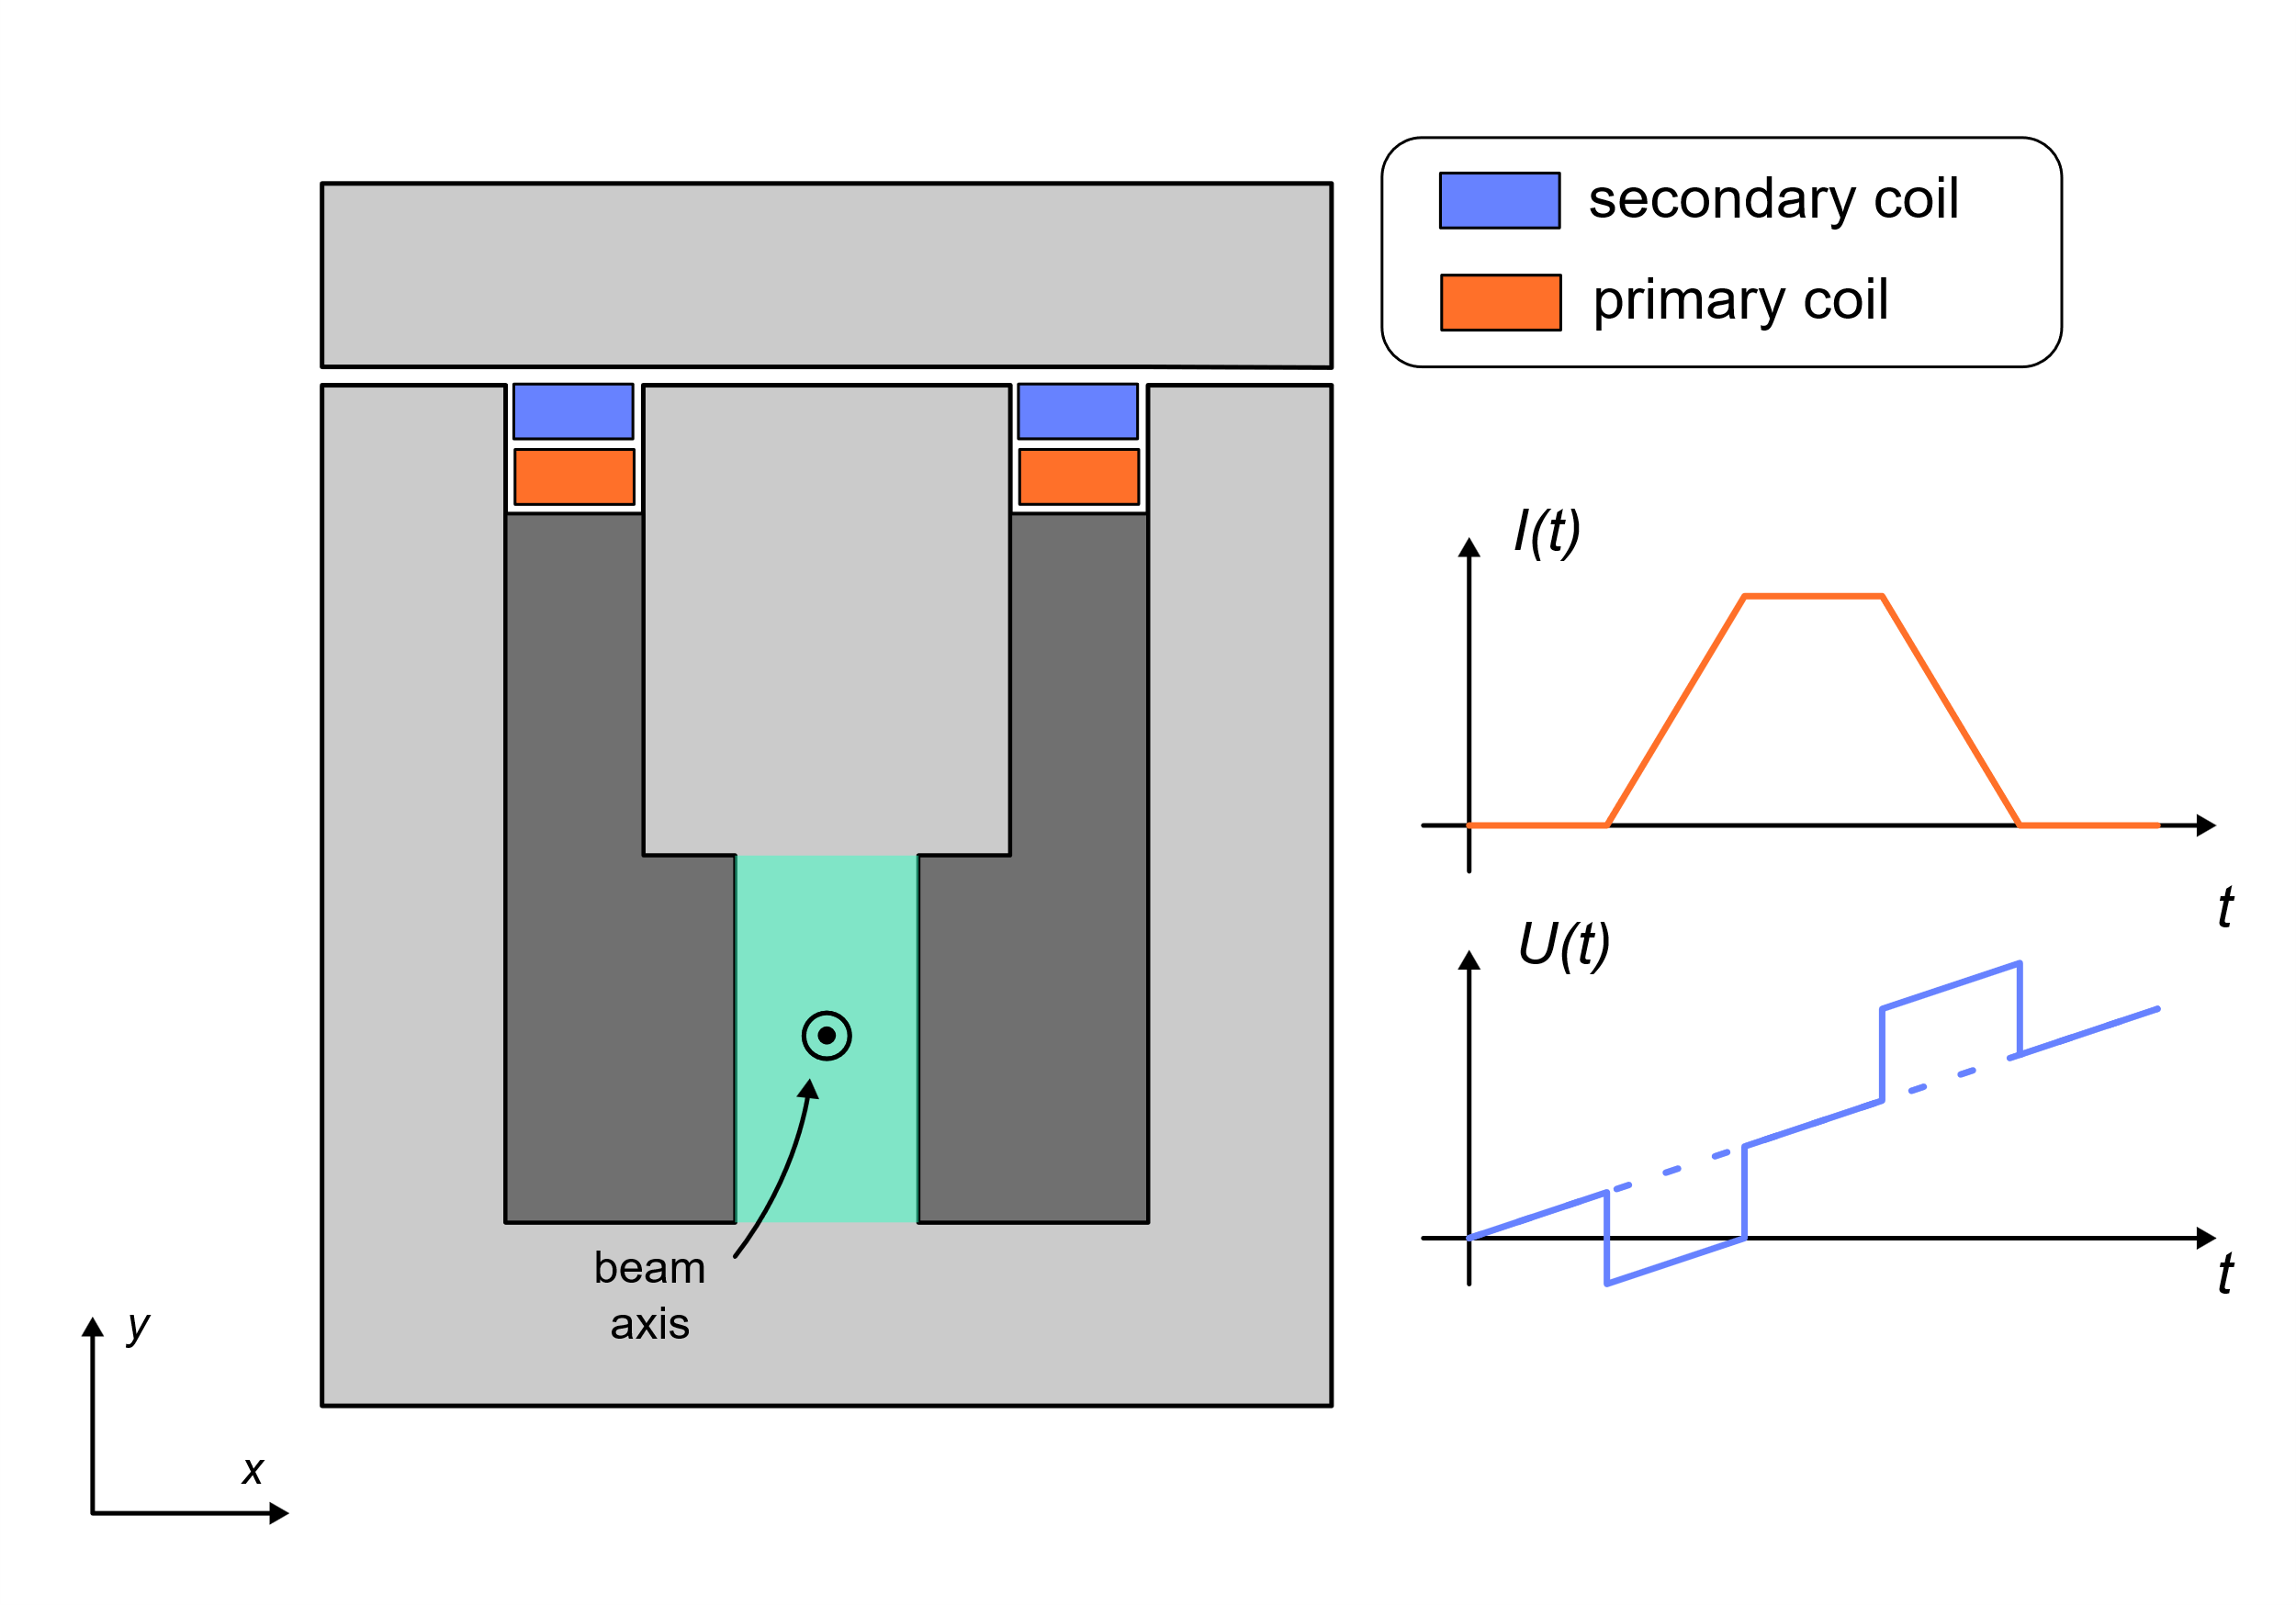 secondary coil
primary coil
I(t)
t
U(t)
t
beam
axis
y
x